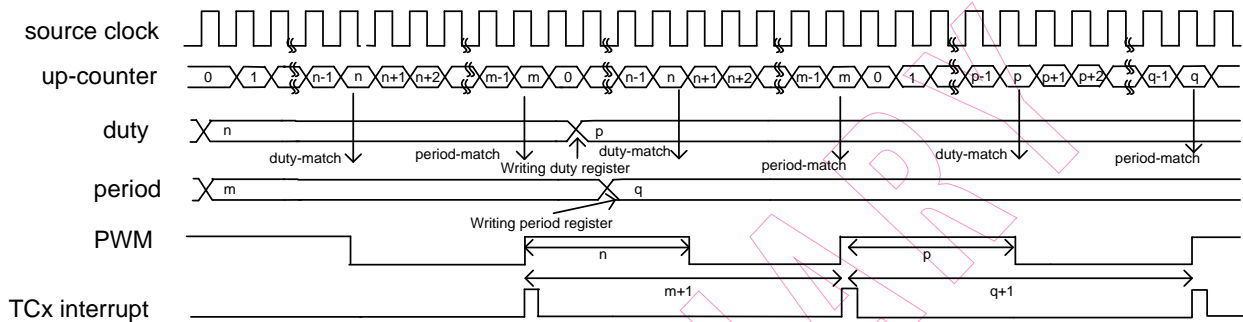 source clock
up-counter 0 1 n-1 n n+1 n+2 m-1 m 0 n-1 n n+1 n+2 m-1 m 0 1 p-1 p p+1 p+2 q-1 q
duty n p
duty-match period-match Writing duty register duty-match period-match duty-match period-match
period m q
Writing period register
PWM n p
m+1 q+1
TCx interrupt